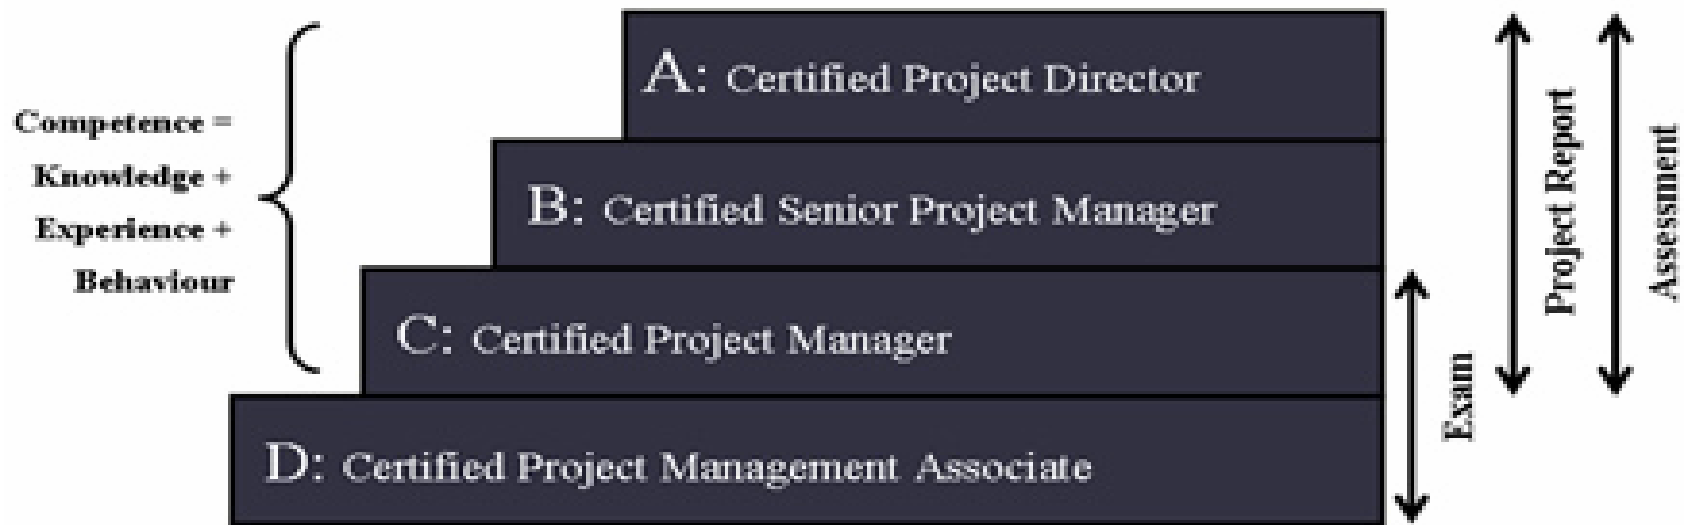 A: Certified Project Director
B: Certified Senior Project Manager
C: Certified Project Manager
D: Certified Project Management Associate
Competence =
Knowledge +
Experience +
Behaviour
Exam
Project Report
Assessment